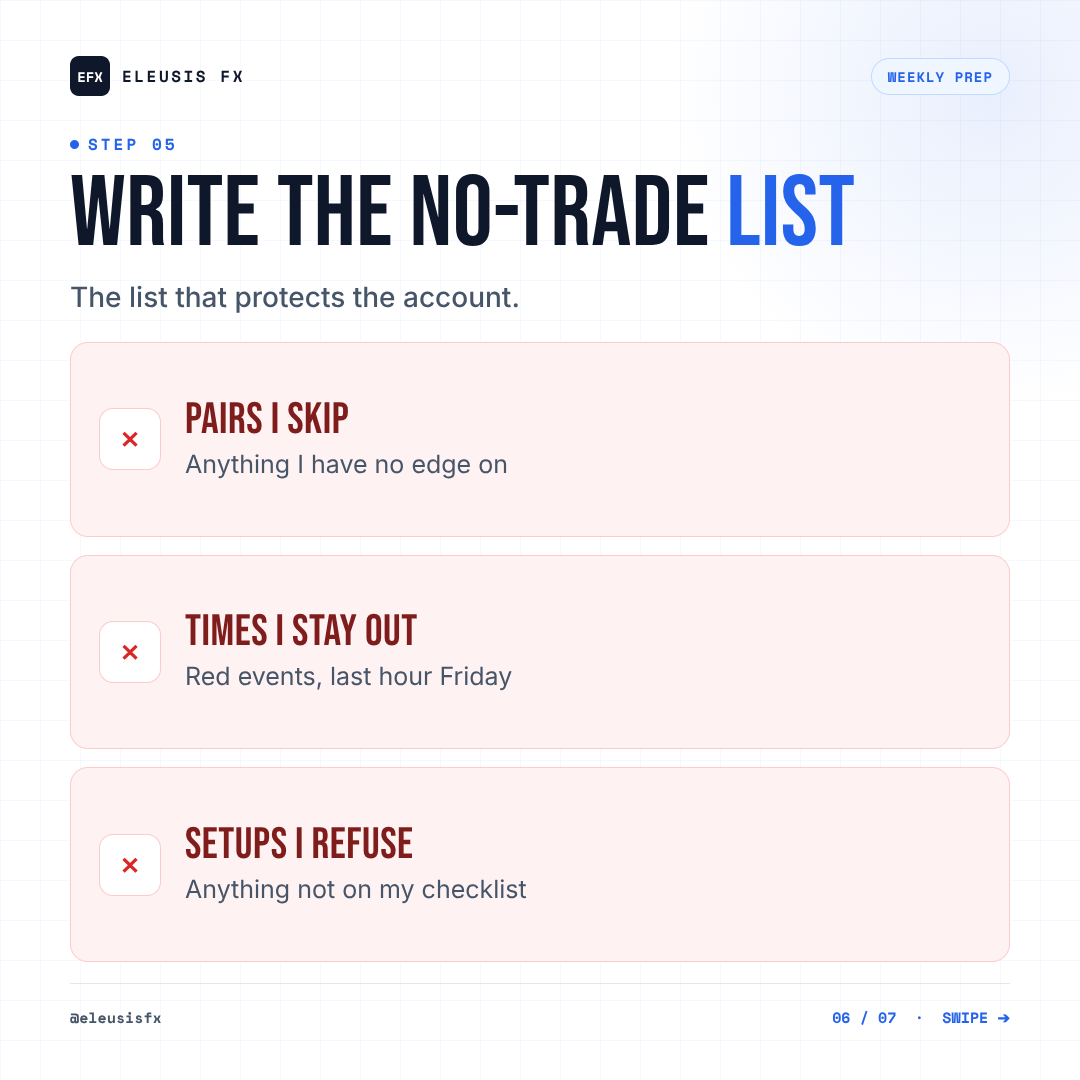 EFX ELEUSIS FX
WEEKLY PREP
STEP 05
WRITE THE NO-TRADE LIST
The list that protects the account.
✕
PAIRS I SKIP
Anything I have no edge on
✕
TIMES I STAY OUT
Red events, last hour Friday
✕
SETUPS I REFUSE
Anything not on my checklist
@eleusisfx
06 / 07 · SWIPE ➔